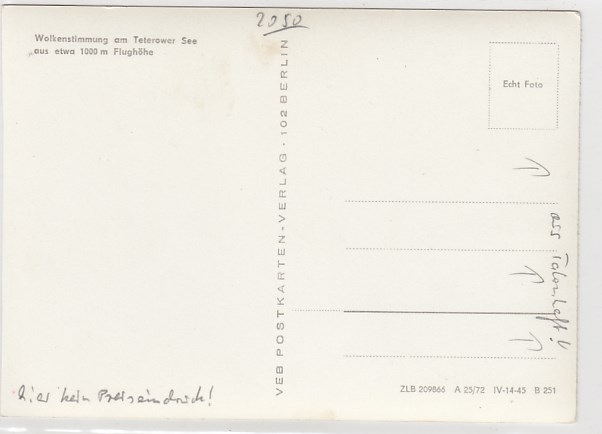 2050
Wolkenstimmung am Teterower See
aus etwa 1000 m Flughöhe
Echt Foto
VEB POSTKARTEN-VERLAG · 102 BERLIN
aus
hier kein Preiseindruck!
ZLB 209866 A 25/72 IV-14-45 B 251